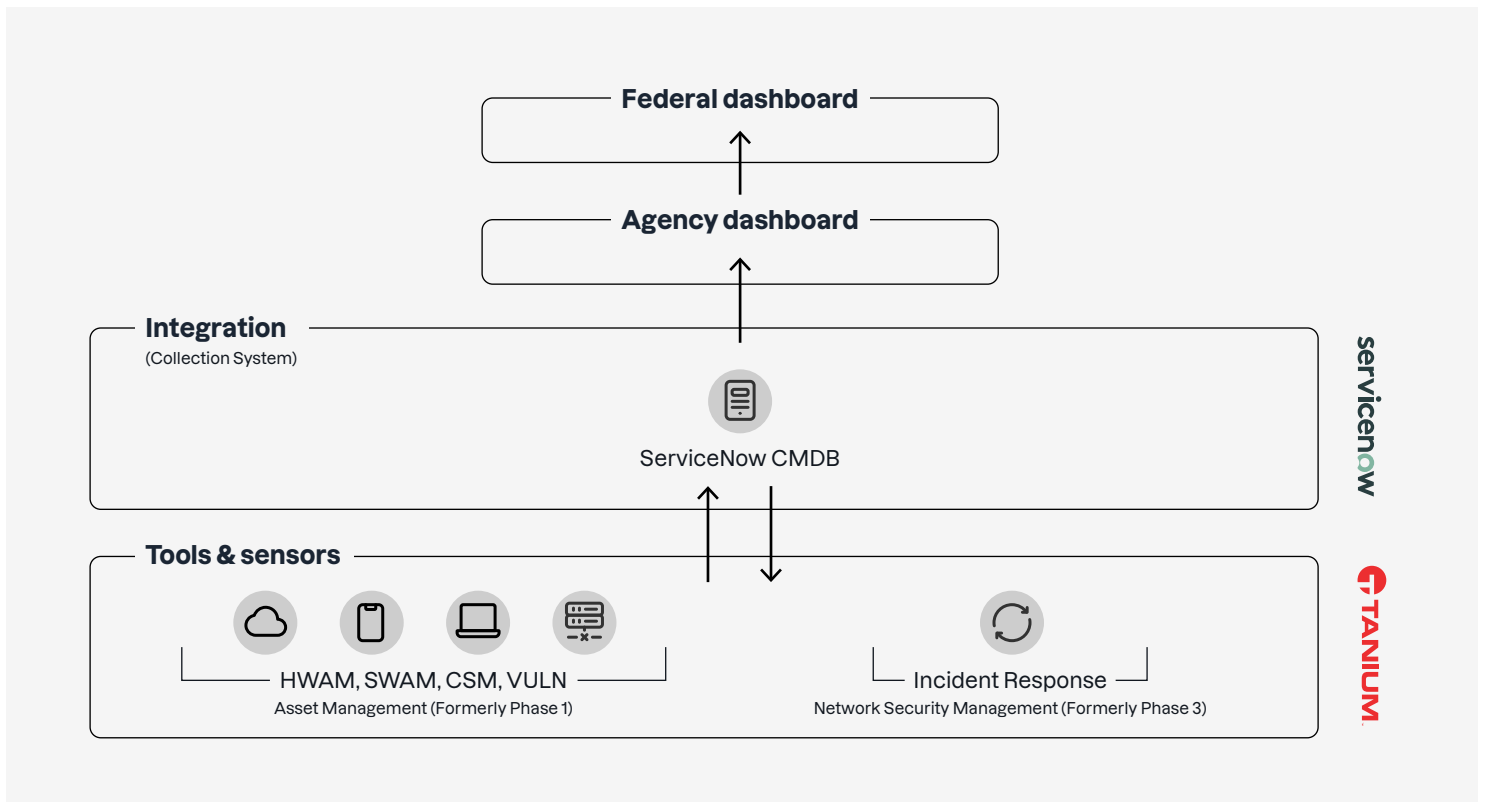 Federal dashboard
Agency dashboard
Integration
(Collection System)
servicenow
ServiceNow CMDB
Tools & sensors
TANIUM
HWAM, SWAM, CSM, VULN
Asset Management (Formerly Phase 1)
Incident Response
Network Security Management (Formerly Phase 3)